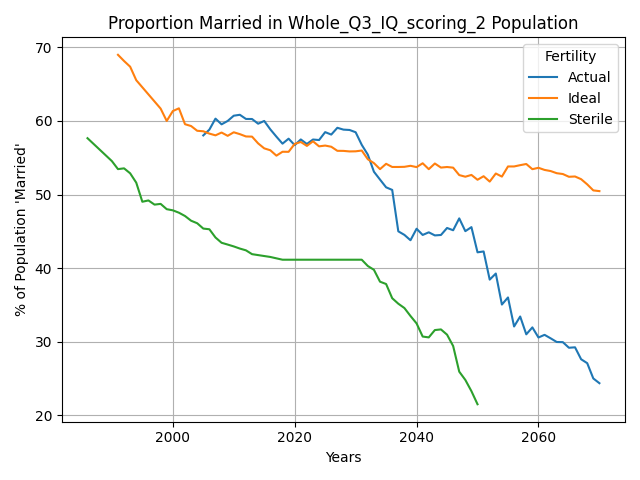 Proportion Married in Whole_Q3_IQ_scoring_2 Population
Fertility
Actual
Ideal
Sterile
% of Population 'Married'
70
60
50
40
30
20
2000
2020
2040
2060
Years